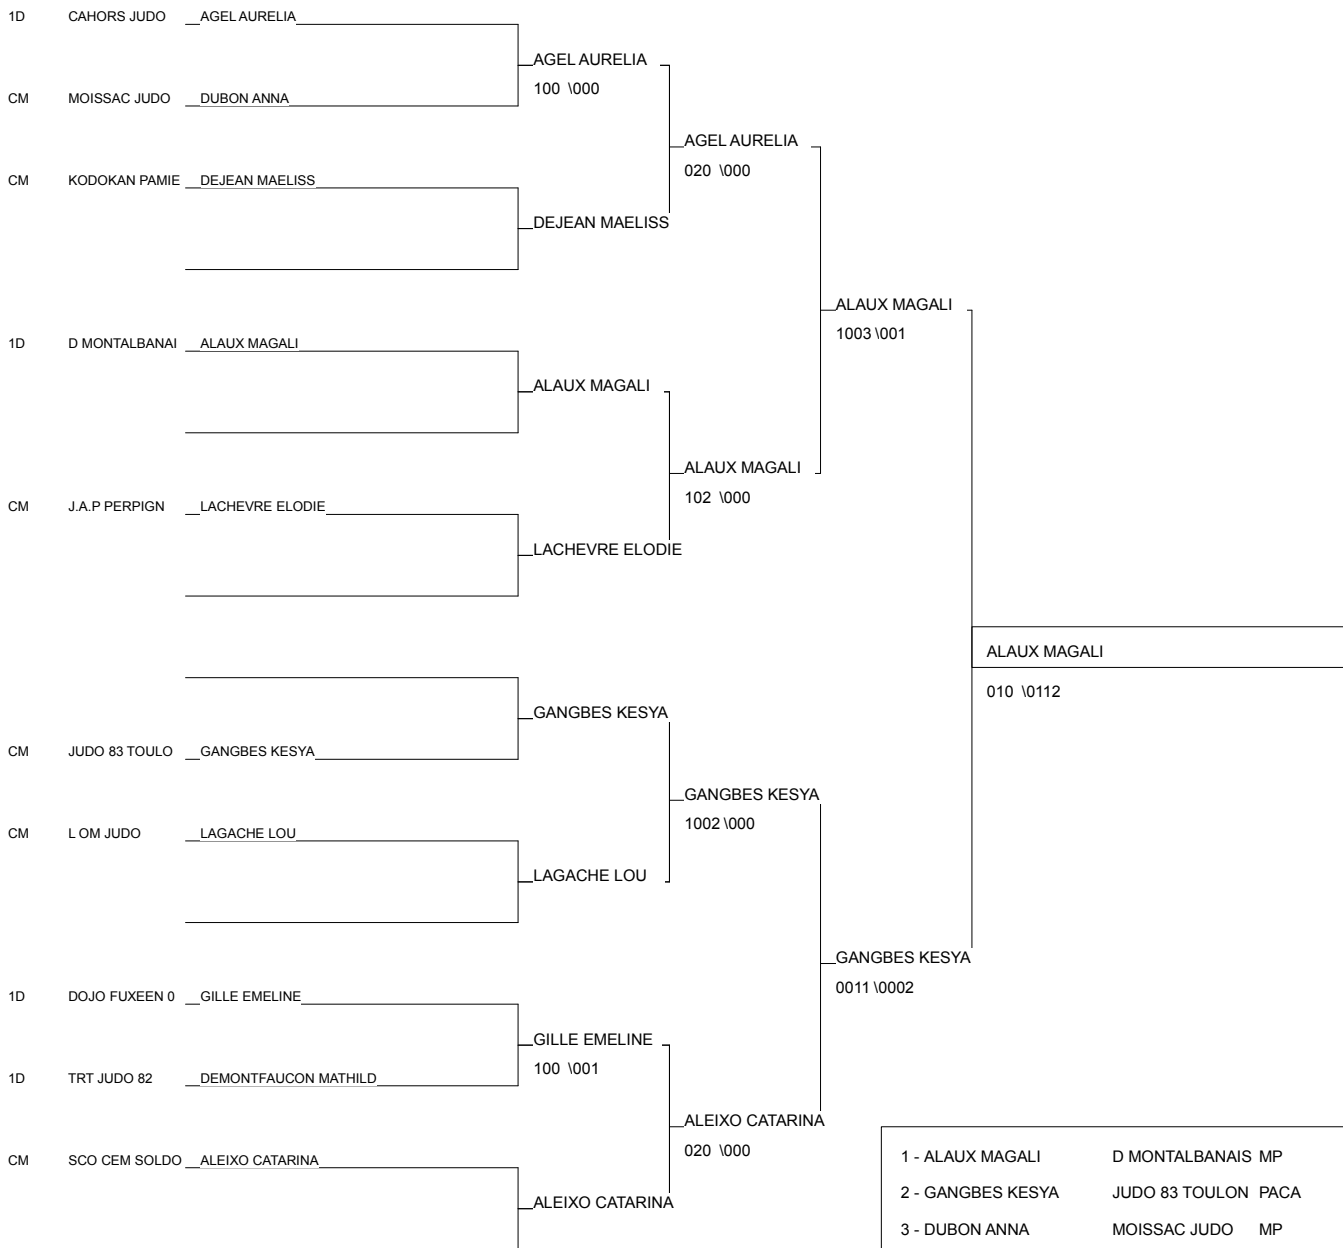 1D CAHORS JUDO AGEL AURELIA
AGEL AURELIA
100 \000
CM MOISSAC JUDO DUBON ANNA
AGEL AURELIA
020 \000
CM KODOKAN PAMIE DEJEAN MAELISS
DEJEAN MAELISS
ALAUX MAGALI
1003 \001
1D D MONTALBANAI ALAUX MAGALI
ALAUX MAGALI
ALAUX MAGALI
102 \000
CM J.A.P PERPIGN LACHEVRE ELODIE
LACHEVRE ELODIE
ALAUX MAGALI
010 \0112
GANGBES KESYA
CM JUDO 83 TOULO GANGBES KESYA
GANGBES KESYA
1002 \000
CM L OM JUDO LAGACHE LOU
LAGACHE LOU
GANGBES KESYA
0011 \0002
1D DOJO FUXEEN 0 GILLE EMELINE
GILLE EMELINE
100 \001
1D TRT JUDO 82 DEMONTFAUCON MATHILD
ALEIXO CATARINA
020 \000
CM SCO CEM SOLDO ALEIXO CATARINA
ALEIXO CATARINA
1 - ALAUX MAGALI D MONTALBANAIS MP
2 - GANGBES KESYA JUDO 83 TOULON PACA
3 - DUBON ANNA MOISSAC JUDO MP